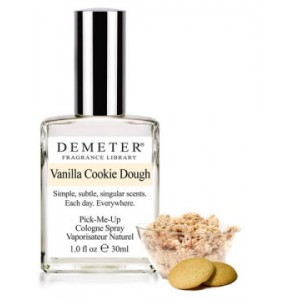 DEMETER
FRAGRANCE LIBRARY
Vanilla Cookie Dough
Simple, subtle, singular scents.
Each day. Everywhere.
Pick-Me-Up
Cologne Spray
Vaporisateur Naturel
1.0 fl oz ℮ 30ml